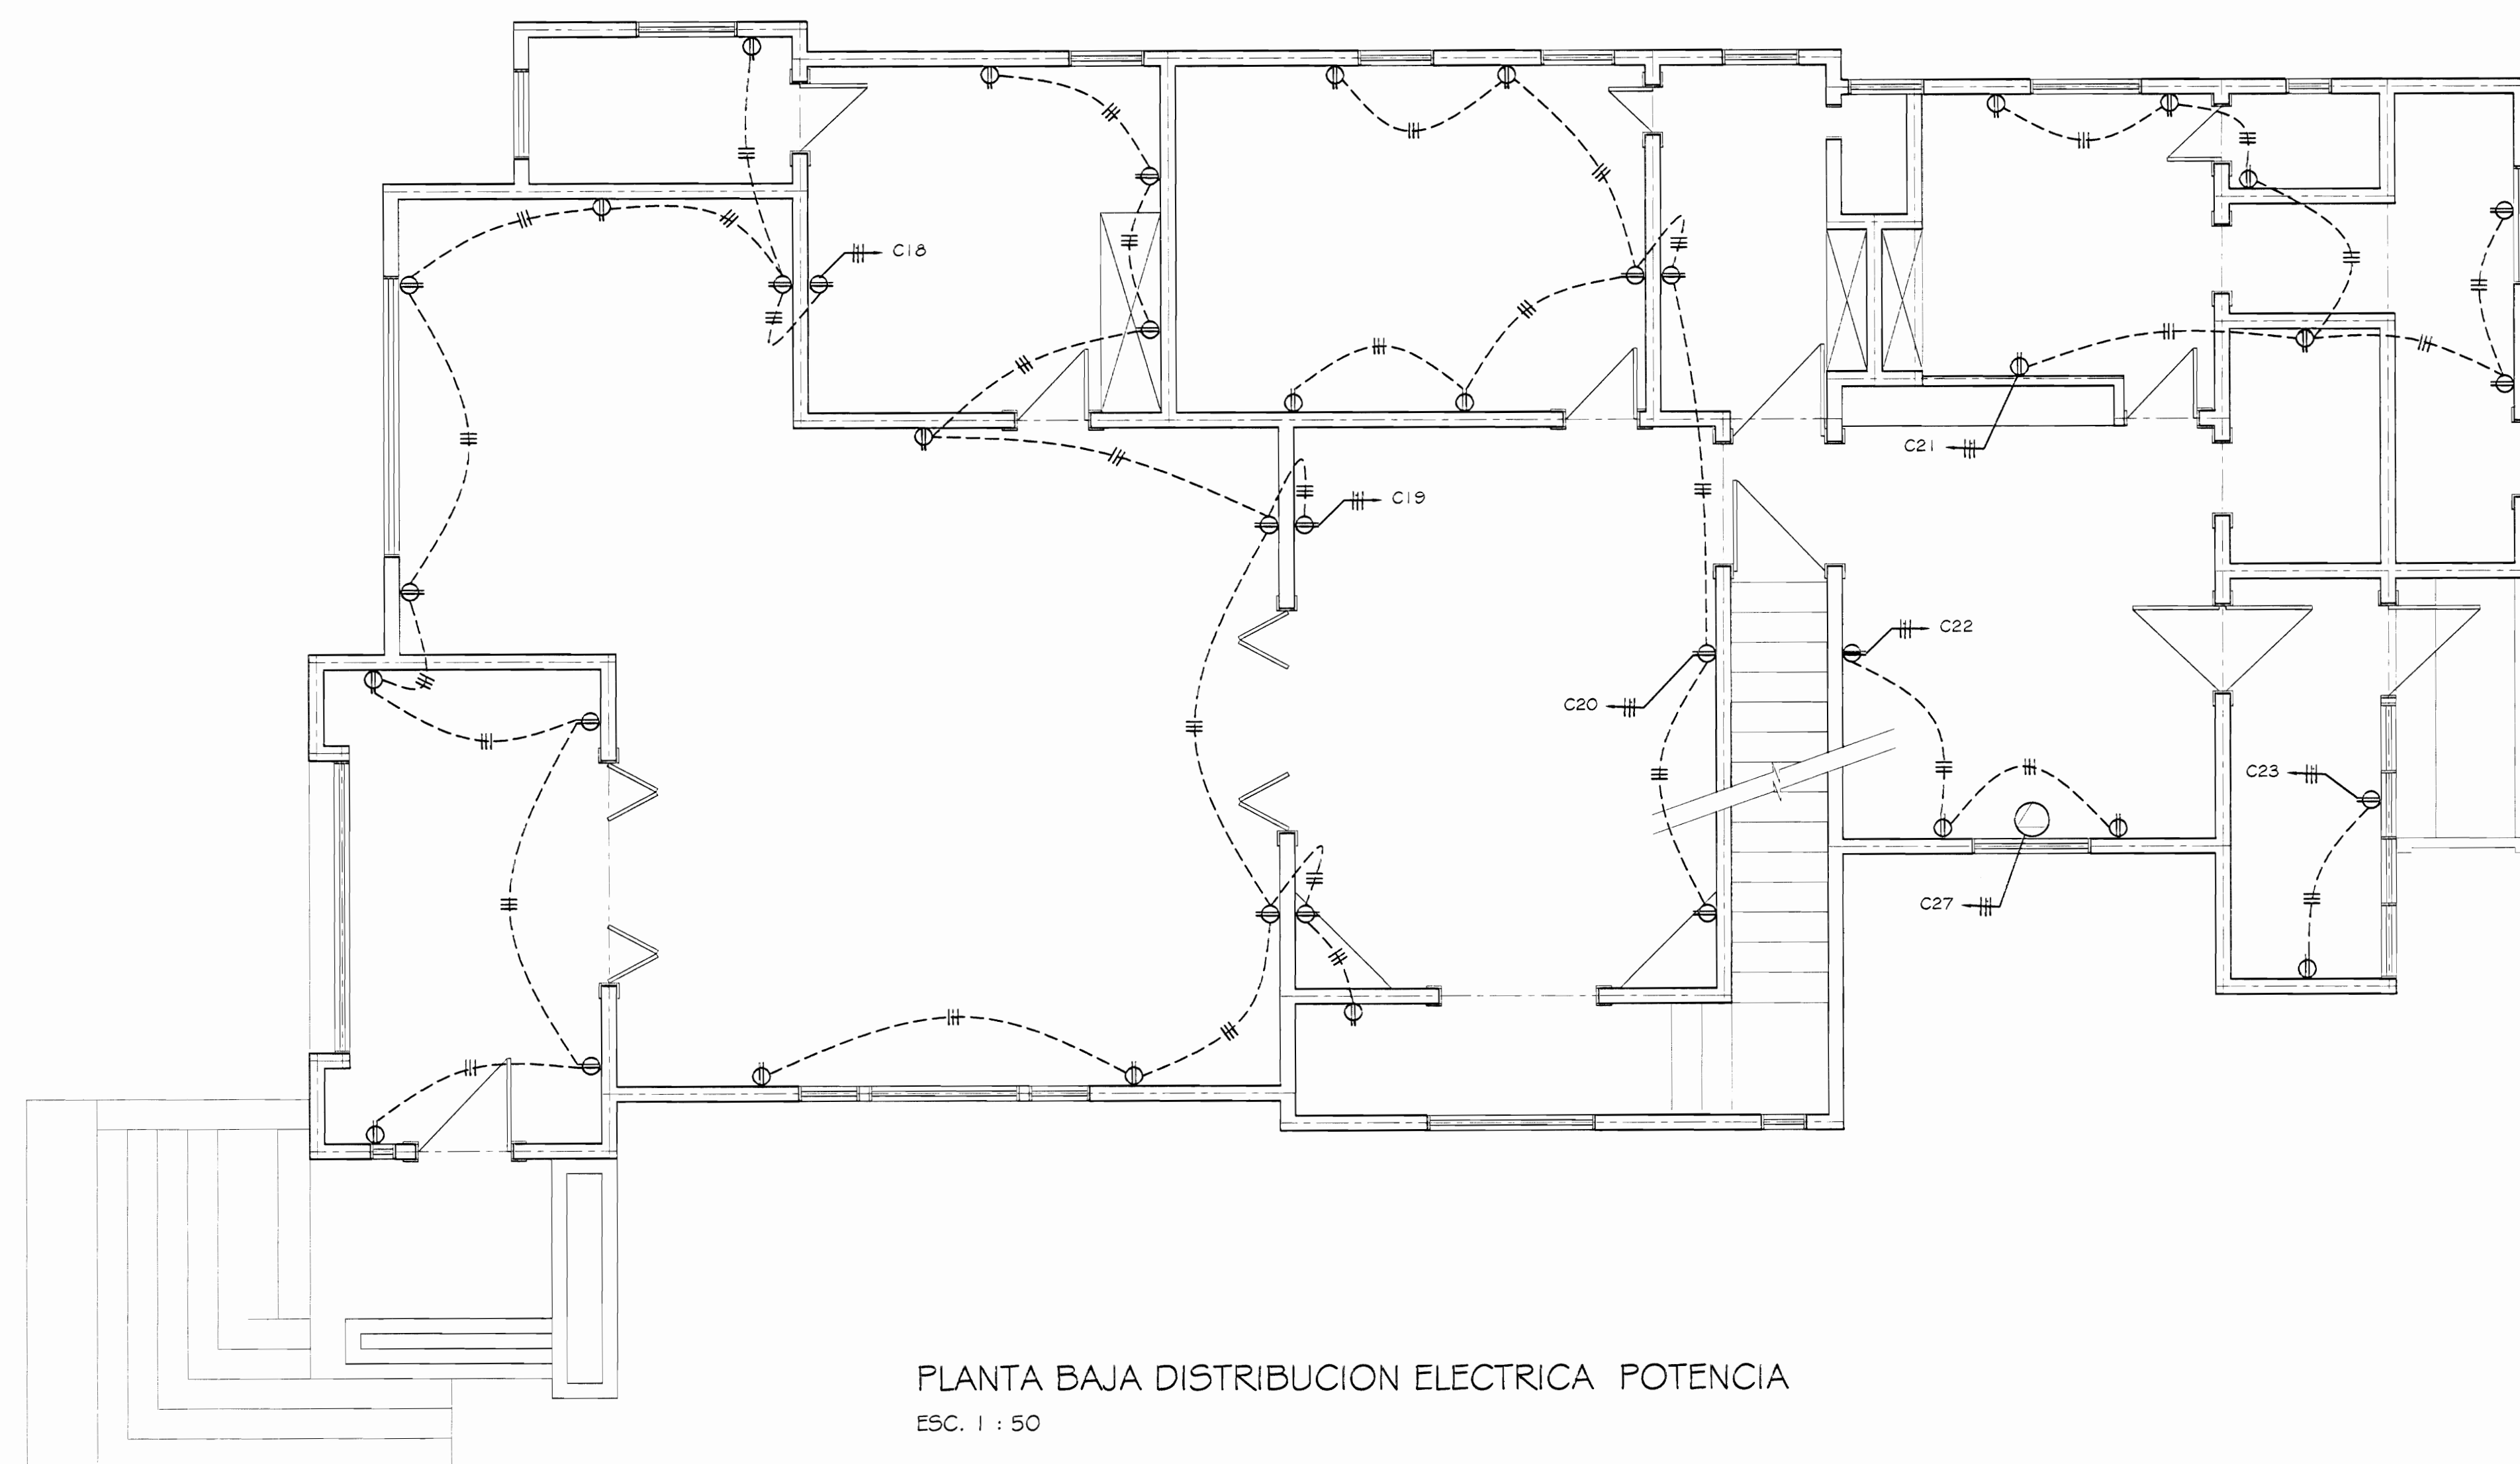 C18
C21
C19
C22
C20
C23
C27
PLANTA BAJA DISTRIBUCION ELECTRICA POTENCIA
ESC. 1 : 50